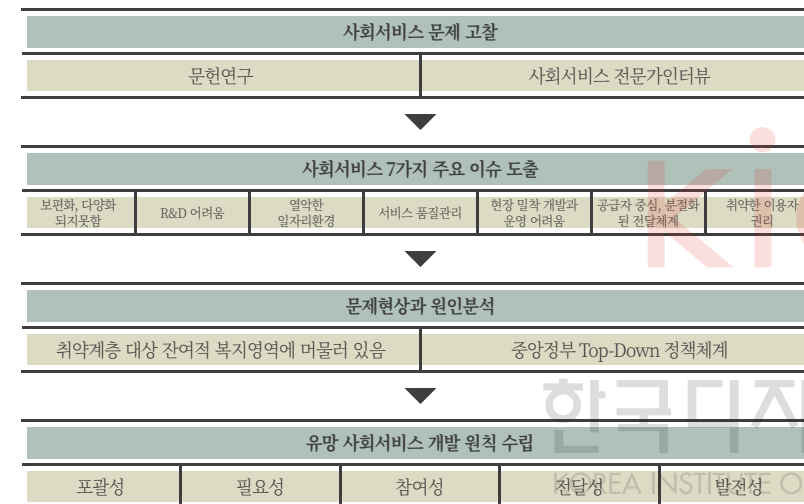 사회서비스 문제 고찰
문헌연구
사회서비스 전문가인터뷰
사회서비스 7가지 주요 이슈 도출
보편화, 다양화
되지못함
R&D 어려움
열악한
일자리환경
서비스 품질관리
현장 밀착 개발과
운영 어려움
공급자 중심, 분절화
된 전달체계
취약한 이용자
권리
문제현상과 원인분석
취약계층 대상 잔여적 복지영역에 머물러 있음
중앙정부 Top-Down 정책체계
유망 사회서비스 개발 원칙 수립
포괄성
필요성
참여성
전달성
발전성
한국디자
KOREA INSTITUTE O